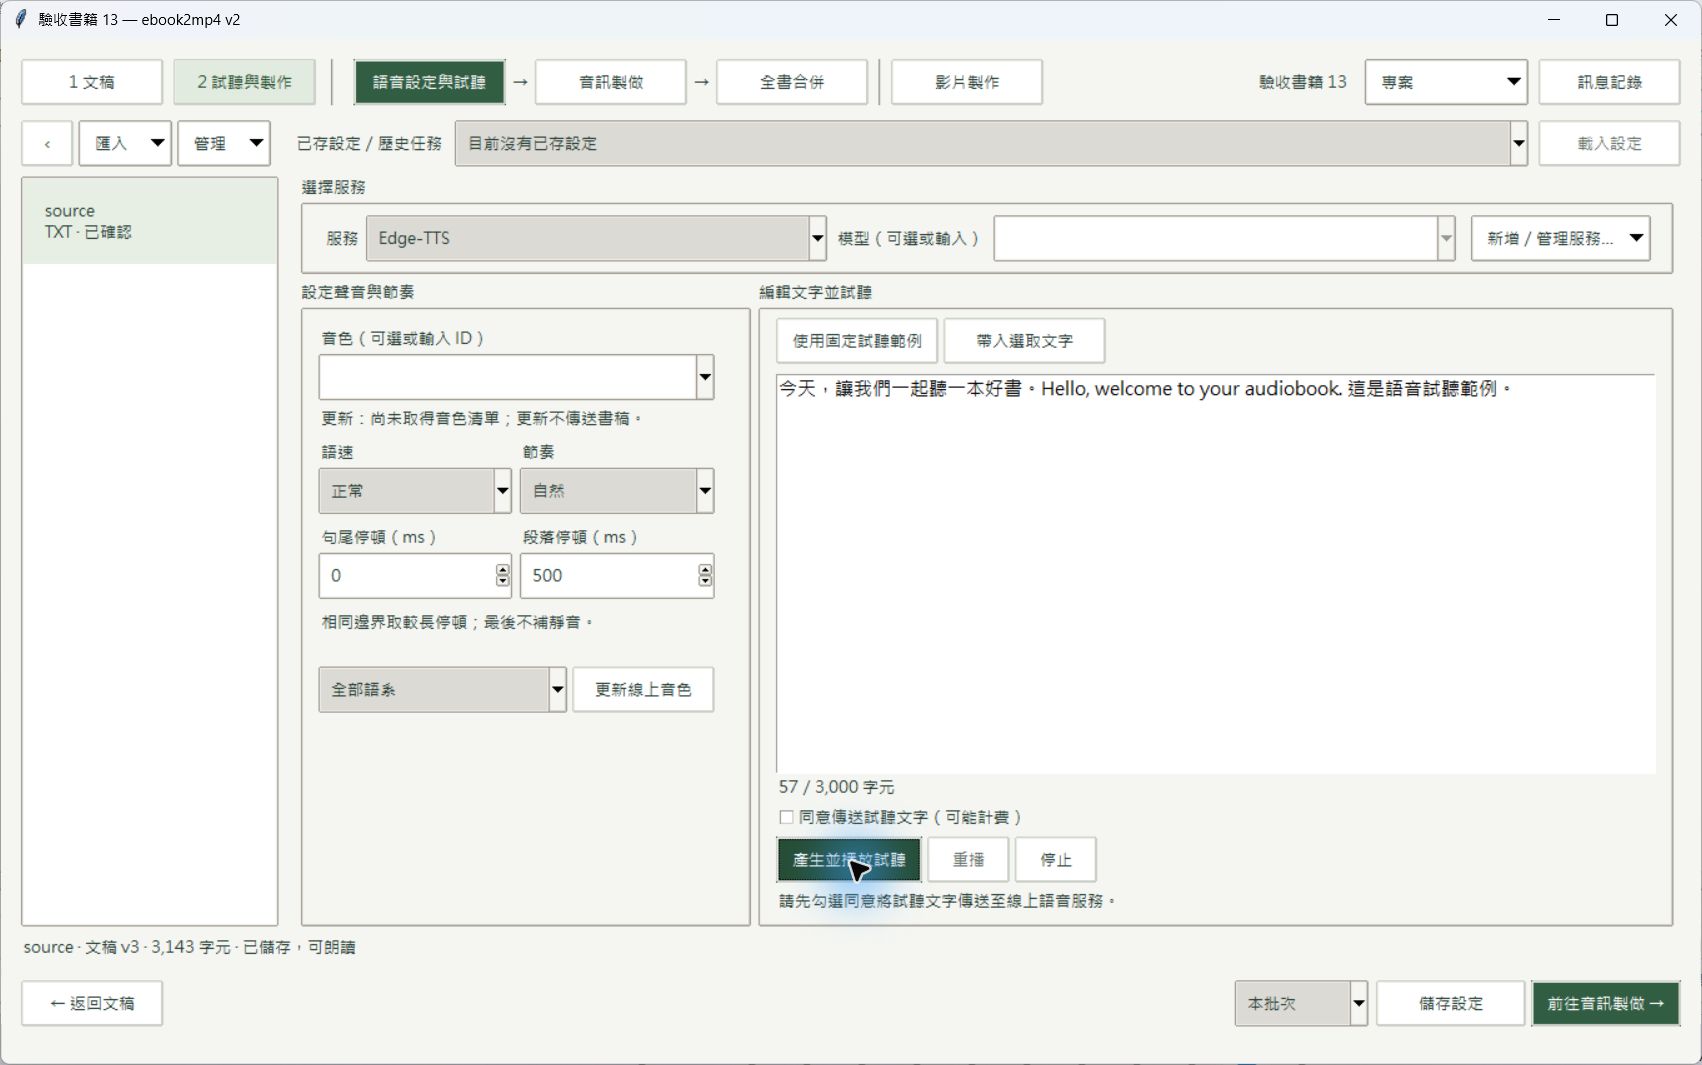 驗收書籍 13 — ebook2mp4 v2
1 文稿
2 試聽與製作
語音設定與試聽
→
音訊製做
→
全書合併
影片製作
驗收書籍 13
專案
訊息記錄
‹
匯入
管理
已存設定 / 歷史任務
目前沒有已存設定
載入設定
source
TXT · 已確認
選擇服務
服務
Edge-TTS
模型（可選或輸入）
新增 / 管理服務...
設定聲音與節奏
音色（可選或輸入 ID）
更新：尚未取得音色清單；更新不傳送書稿。
語速
節奏
正常
自然
句尾停頓（ms）
段落停頓（ms）
0
500
相同邊界取較長停頓；最後不補靜音。
全部語系
更新線上音色
編輯文字並試聽
使用固定試聽範例
帶入選取文字
今天，讓我們一起聽一本好書。Hello, welcome to your audiobook. 這是語音試聽範例。
57 / 3,000 字元
同意傳送試聽文字（可能計費）
產生並播放試聽
重播
停止
請先勾選同意將試聽文字傳送至線上語音服務。
source · 文稿 v3 · 3,143 字元 · 已儲存，可朗讀
← 返回文稿
本批次
儲存設定
前往音訊製做 →